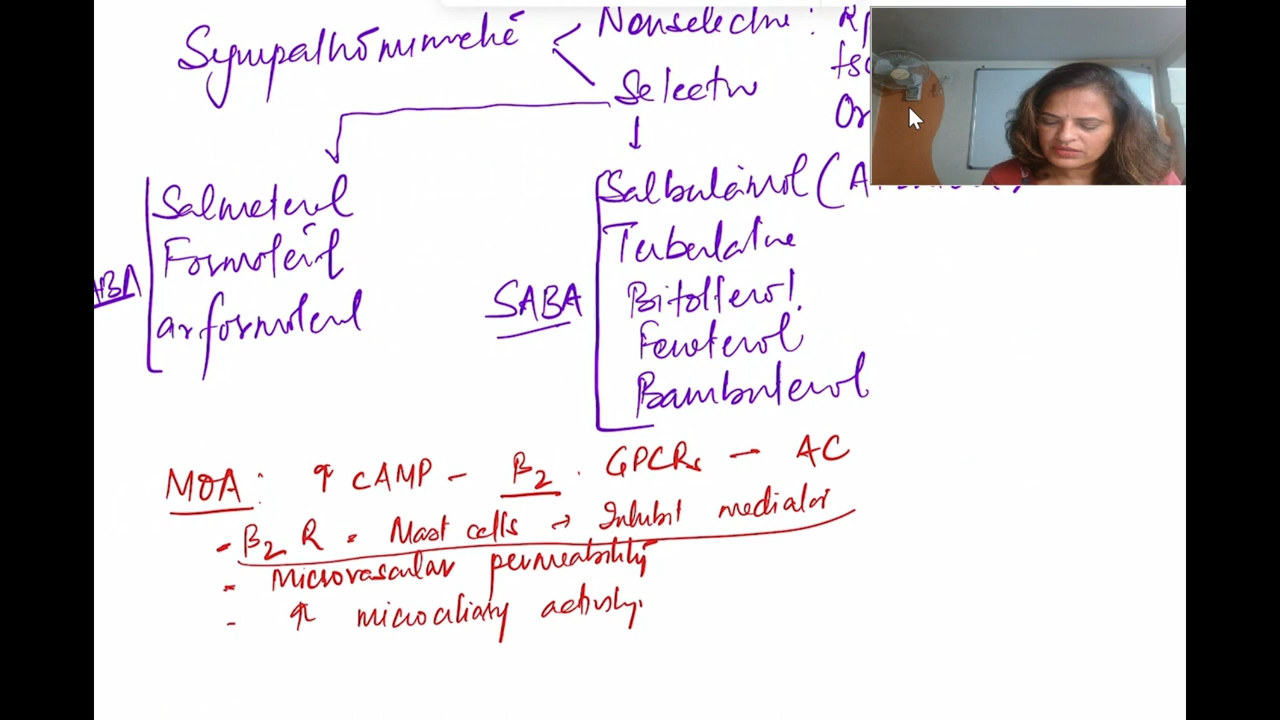 Sympathomimetic < Nonselective :
Selective
Salmeterol
Formoterol
arformoterol
SABA
Salbutamol (
Terbutaline
Bitolterol.
Fenoterol
Bambuterol
MOA : ↑ cAMP - β2 . GPCRs - AC
- β2 R - Mast cells → Inhibit mediator
- Microvascular permeability
- ↑ microciliary activity.